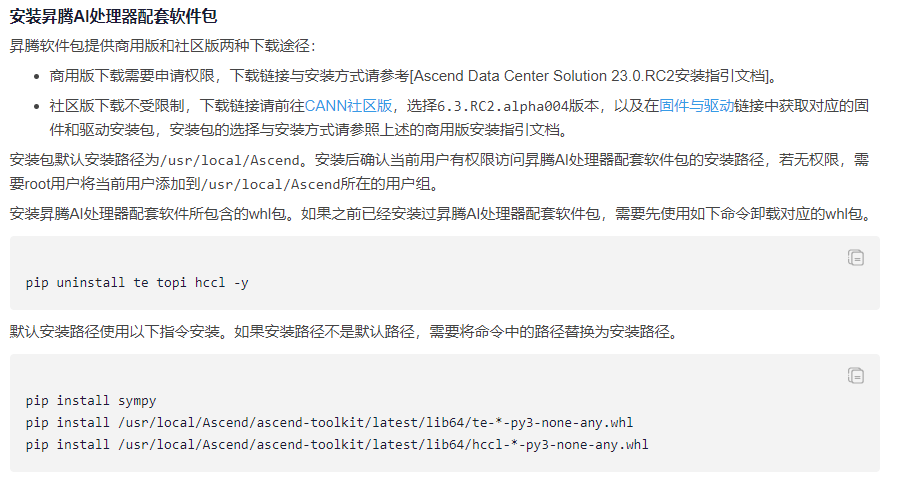 安装昇腾AI处理器配套软件包
昇腾软件包提供商用版和社区版两种下载途径：
• 商用版下载需要申请权限，下载链接与安装方式请参考[Ascend Data Center Solution 23.0.RC2安装指引文档]。
• 社区版下载不受限制，下载链接请前往CANN社区版，选择6.3.RC2.alpha004版本，以及在固件与驱动链接中获取对应的固
件和驱动安装包，安装包的选择与安装方式请参照上述的商用版安装指引文档。
安装包默认安装路径为/usr/local/Ascend。安装后确认当前用户有权限访问昇腾AI处理器配套软件包的安装路径，若无权限，需
要root用户将当前用户添加到/usr/local/Ascend所在的用户组。
安装昇腾AI处理器配套软件所包含的whl包。如果之前已经安装过昇腾AI处理器配套软件包，需要先使用如下命令卸载对应的whl包。
pip uninstall te topi hccl -y
默认安装路径使用以下指令安装。如果安装路径不是默认路径，需要将命令中的路径替换为安装路径。
pip install sympy
pip install /usr/local/Ascend/ascend-toolkit/latest/lib64/te-*-py3-none-any.whl
pip install /usr/local/Ascend/ascend-toolkit/latest/lib64/hccl-*-py3-none-any.whl